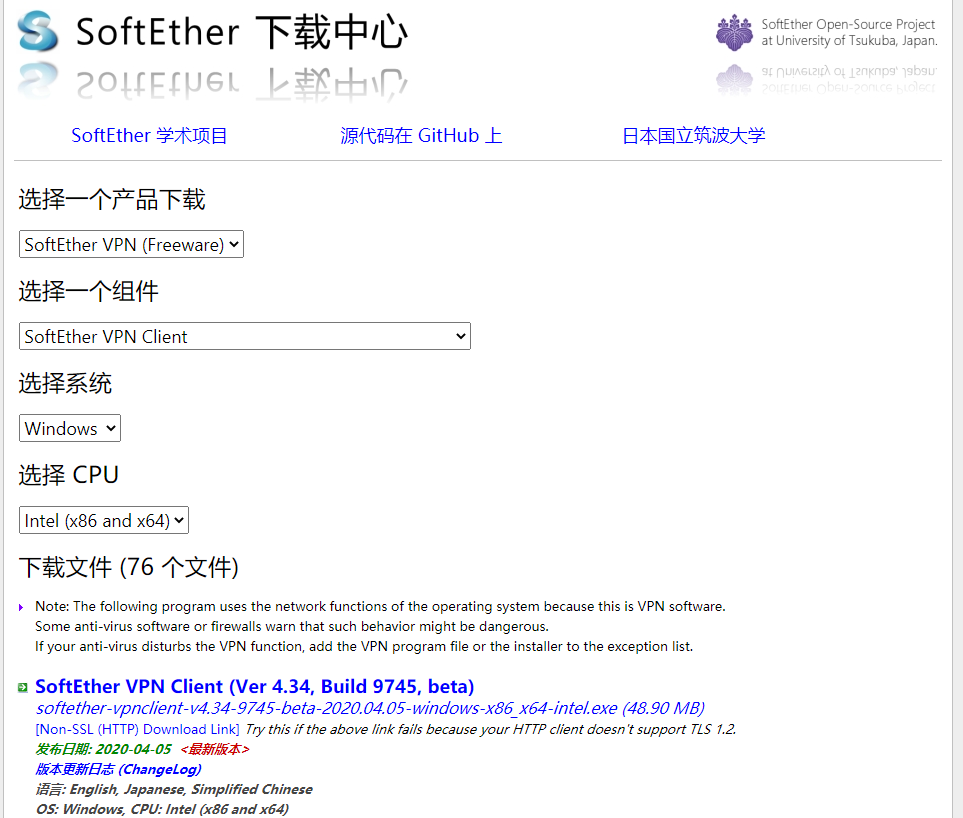 SoftEther 下载中心
SoftEther Open-Source Project
at University of Tsukuba, Japan.
SoftEther 学术项目
源代码在 GitHub 上
日本国立筑波大学
选择一个产品下载
SoftEther VPN (Freeware)
选择一个组件
SoftEther VPN Client
选择系统
Windows
选择 CPU
Intel (x86 and x64)
下载文件 (76 个文件)
Note: The following program uses the network functions of the operating system because this is VPN software.
Some anti-virus software or firewalls warn that such behavior might be dangerous.
If your anti-virus disturbs the VPN function, add the VPN program file or the installer to the exception list.
SoftEther VPN Client (Ver 4.34, Build 9745, beta)
softether-vpnclient-v4.34-9745-beta-2020.04.05-windows-x86_x64-intel.exe (48.90 MB)
[Non-SSL (HTTP) Download Link] Try this if the above link fails because your HTTP client doesn't support TLS 1.2.
发布日期: 2020-04-05 <最新版本>
版本更新日志 (ChangeLog)
语言: English, Japanese, Simplified Chinese
OS: Windows, CPU: Intel (x86 and x64)